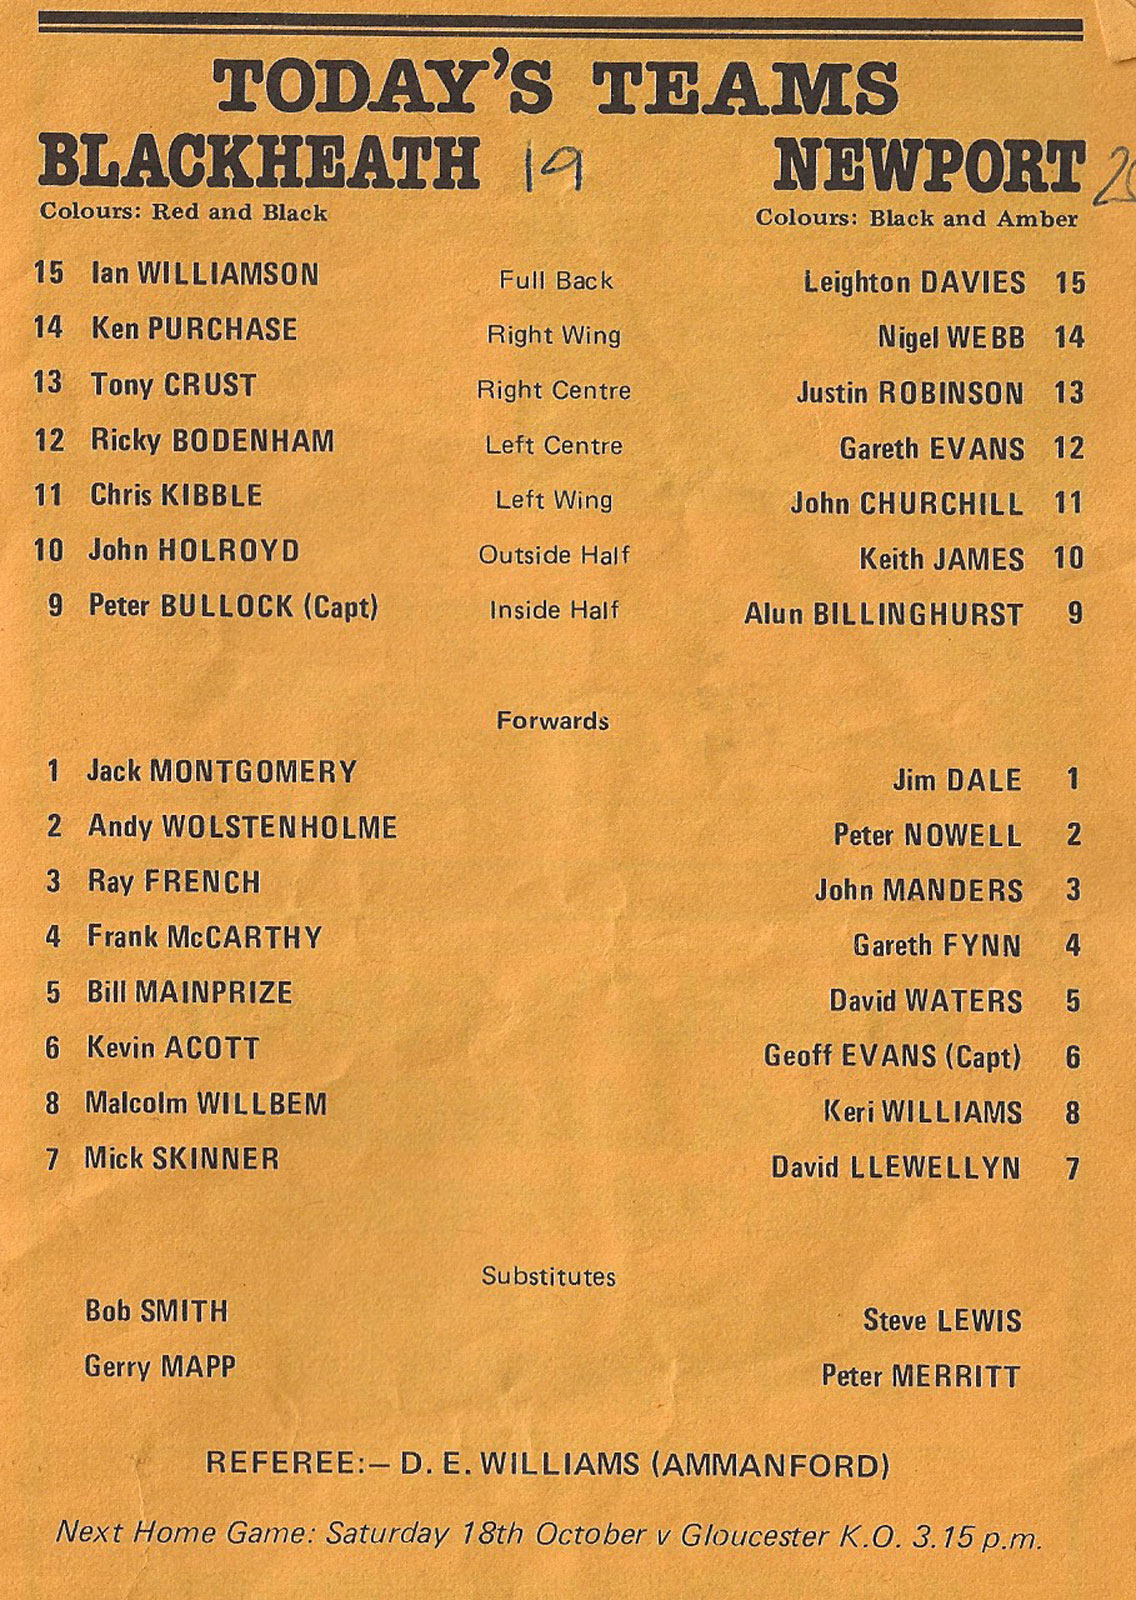 TODAY'S TEAMS
BLACKHEATH 19 NEWPORT
Colours: Red and Black Colours: Black and Amber
15 Ian WILLIAMSON Full Back Leighton DAVIES 15
14 Ken PURCHASE Right Wing Nigel WEBB 14
13 Tony CRUST Right Centre Justin ROBINSON 13
12 Ricky BODENHAM Left Centre Gareth EVANS 12
11 Chris KIBBLE Left Wing John CHURCHILL 11
10 John HOLROYD Outside Half Keith JAMES 10
9 Peter BULLOCK (Capt) Inside Half Alun BILLINGHURST 9
Forwards
1 Jack MONTGOMERY Jim DALE 1
2 Andy WOLSTENHOLME Peter NOWELL 2
3 Ray FRENCH John MANDERS 3
4 Frank McCARTHY Gareth FYNN 4
5 Bill MAINPRIZE David WATERS 5
6 Kevin ACOTT Geoff EVANS (Capt) 6
8 Malcolm WILLBEM Keri WILLIAMS 8
7 Mick SKINNER David LLEWELLYN 7
Substitutes
Bob SMITH Steve LEWIS
Gerry MAPP Peter MERRITT
REFEREE:— D. E. WILLIAMS (AMMANFORD)
Next Home Game: Saturday 18th October v Gloucester K.O. 3.15 p.m.